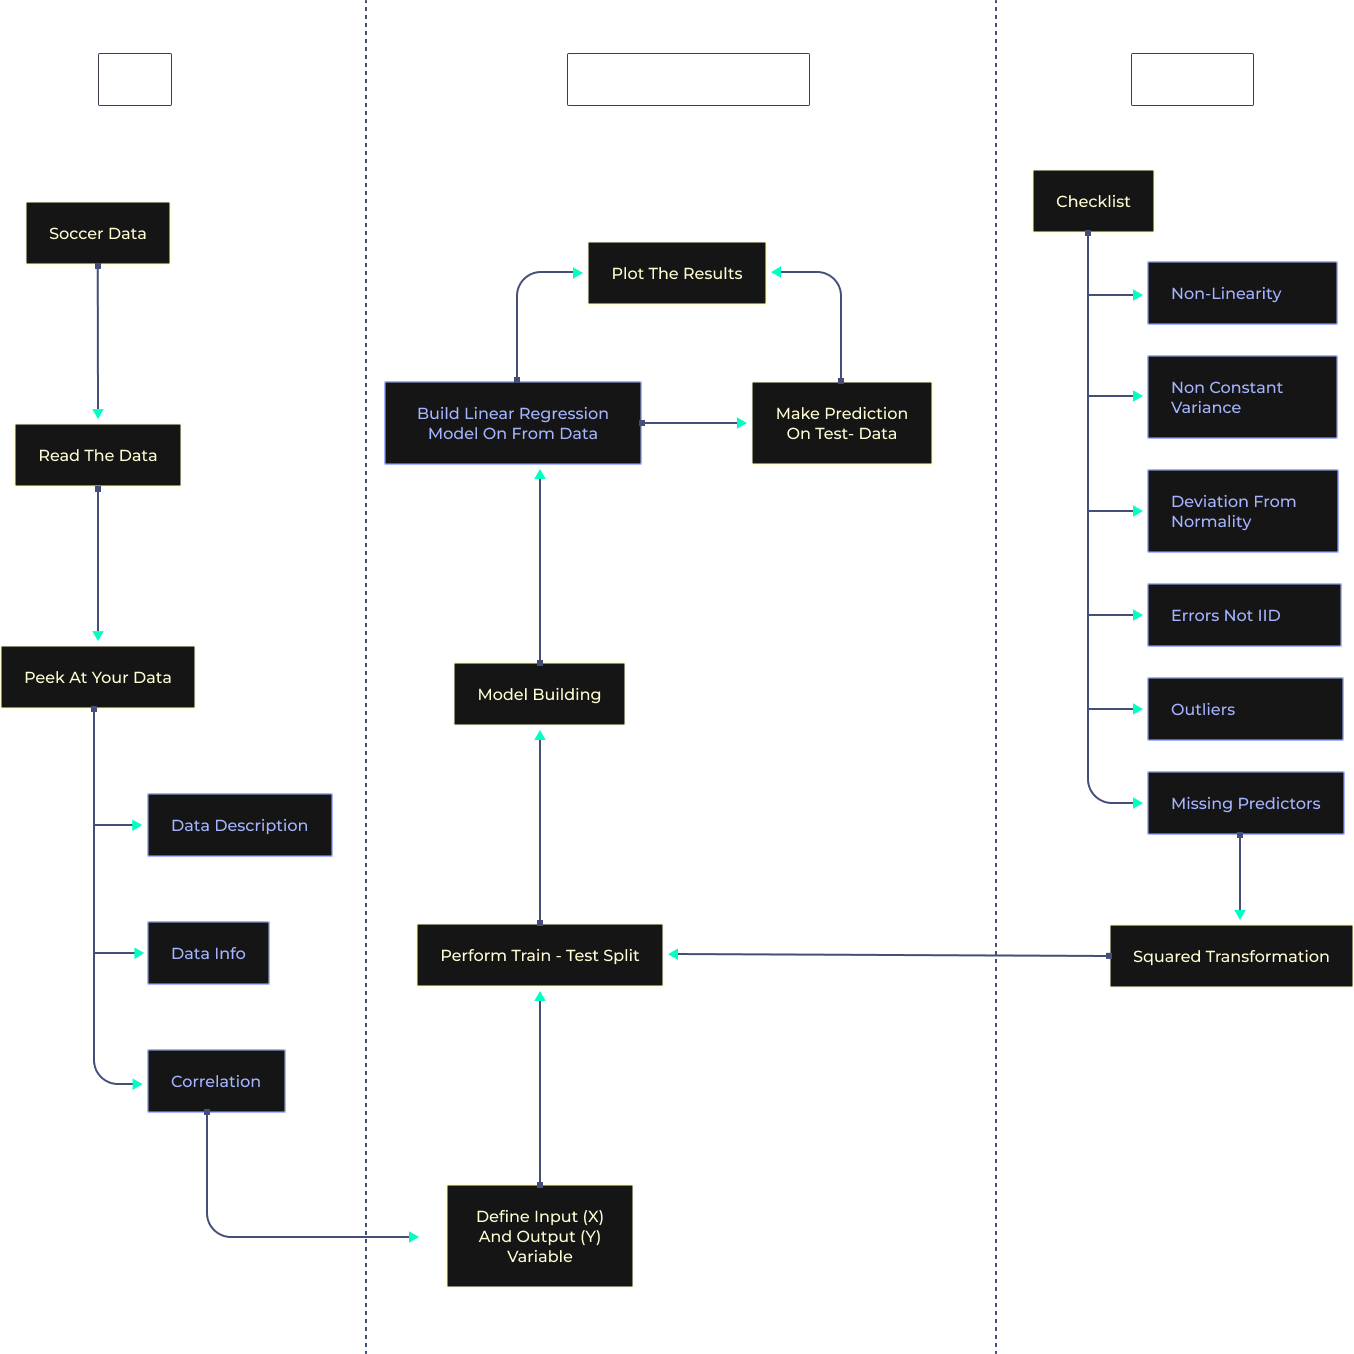 Soccer Data
Read The Data
Peek At Your Data
Data Description
Data Info
Correlation
Plot The Results
Build Linear Regression
Model On From Data
Make Prediction
On Test- Data
Model Building
Perform Train - Test Split
Define Input (X)
And Output (Y)
Variable
Checklist
Non-Linearity
Non Constant
Variance
Deviation From
Normality
Errors Not IID
Outliers
Missing Predictors
Squared Transformation